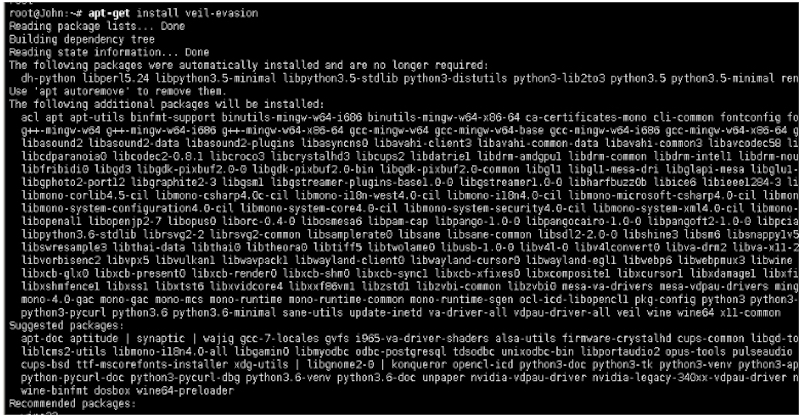 root@John:~# apt-get install veil-evasion
Reading package lists... Done
Building dependency tree
Reading state information... Done
The following packages were automatically installed and are no longer required:
dh-python libperl5.24 libpython3.5-minimal libpython3.5-stdlib python3-distutils python3-lib2to3 python3.5 python3.5-minimal ren
Use 'apt autoremove' to remove them.
The following additional packages will be installed:
acl apt apt-utils binfmt-support binutils-mingw-w64-i686 binutils-mingw-w64-x86-64 ca-certificates-mono cli-common fontconfig fo
g++-mingw-w64 g++-mingw-w64-i686 g++-mingw-w64-x86-64 gcc-mingw-w64 gcc-mingw-w64-base gcc-mingw-w64-i686 gcc-mingw-w64-x86-64 g
libasound2 libasound2-data libasound2-plugins libasyncns0 libavahi-client3 libavahi-common-data libavahi-common3 libavcodec58 l
libcdparanoia0 libcodec2-0.8.1 libcroco3 libcrystalhd3 libcups2 libdatrie1 libdrm-amdgpu1 libdrm-common libdrm-intel1 libdrm-nou
libfribidi0 libgd3 libgdk-pixbuf2.0-0 libgdk-pixbuf2.0-bin libgdk-pixbuf2.0-common libgl1 libgl1-mesa-dri libglapi-mesa libglu1-
libgphoto2-port12 libgraphite2-3 libgsm1 libgstreamer-plugins-base1.0-0 libgstreamer1.0-0 libharfbuzz0b libice6 libieee1284-3 li
libmono-corlib4.5-cil libmono-csharp4.0c-cil libmono-i18n-west4.0-cil libmono-i18n4.0-cil libmono-microsoft-csharp4.0-cil libmon
libmono-system-configuration4.0-cil libmono-system-core4.0-cil libmono-system-security4.0-cil libmono-system-xml4.0-cil libmono-
libopenal1 libopenjp2-7 libopus0 liborc-0.4-0 libosmesa6 libpam-cap libpango-1.0-0 libpangocairo-1.0-0 libpangoft2-1.0-0 libpcia
libpython3.6-stdlib librsvg2-2 librsvg2-common libsamplerate0 libsane libsane-common libsdl2-2.0-0 libshine3 libsm6 libsnappy1v5
libswresample3 libthai-data libthai0 libtheora0 libtiff5 libtwolame0 libusb-1.0-0 libv4l-0 libv4lconvert0 libva-drm2 libva-x11-2
libvorbisenc2 libvpx5 libvulkan1 libwavpack1 libwayland-client0 libwayland-cursor0 libwayland-egl1 libwebp6 libwebpmux3 libwine
libxcb-glx0 libxcb-present0 libxcb-render0 libxcb-shm0 libxcb-sync1 libxcb-xfixes0 libxcomposite1 libxcursor1 libxdamage1 libxfi
libxshmfence1 libxss1 libxtst6 libxvidcore4 libxxf86vm1 libzstd1 libzvbi-common libzvbi0 mesa-va-drivers mesa-vdpau-drivers ming
mono-4.0-gac mono-gac mono-mcs mono-runtime mono-runtime-common mono-runtime-sgen ocl-icd-libopencl1 pkg-config python3 python3-
python3-pycurl python3.6 python3.6-minimal sane-utils update-inetd va-driver-all vdpau-driver-all veil wine wine64 x11-common
Suggested packages:
apt-doc aptitude | synaptic | wajig gcc-7-locales gvfs i965-va-driver-shaders alsa-utils firmware-crystalhd cups-common libgd-to
liblcms2-utils libmono-i18n4.0-all libgamin0 libmyodbc odbc-postgresql tdsodbc unixodbc-bin libportaudio2 opus-tools pulseaudio
cups-bsd ttf-mscorefonts-installer xdg-utils | libgnome2-0 | konqueror opencl-icd python3-doc python3-tk python3-venv python3-ap
python-pycurl-doc python3-pycurl-dbg python3.6-venv python3.6-doc unpaper nvidia-vdpau-driver nvidia-legacy-340xx-vdpau-driver n
wine-binfmt dosbox wine64-preloader
Recommended packages: